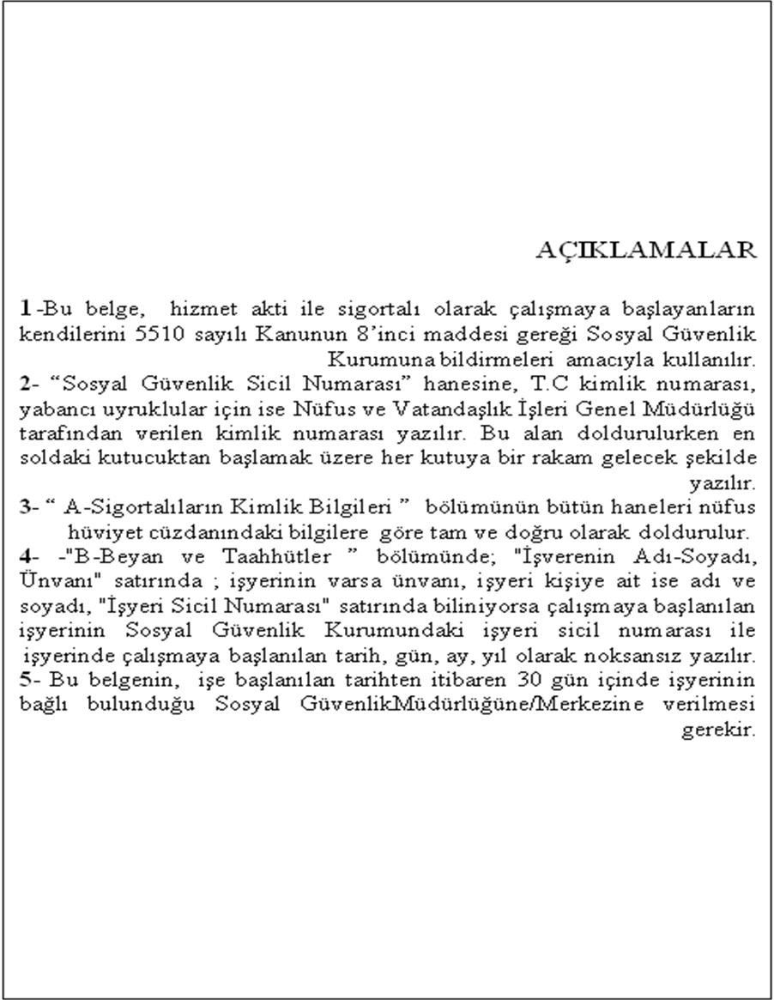 AÇIKLAMALAR
1-Bu belge, hizmet akti ile sigortalı olarak çalışmaya başlayanların
kendilerini 5510 sayılı Kanunun 8’inci maddesi gereği Sosyal Güvenlik
Kurumuna bildirmeleri amacıyla kullanılır.
2- “Sosyal Güvenlik Sicil Numarası” hanesine, T.C kimlik numarası,
yabancı uyruklular için ise Nüfus ve Vatandaşlık İşleri Genel Müdürlüğü
tarafından verilen kimlik numarası yazılır. Bu alan doldurulurken en
soldaki kutucuktan başlamak üzere her kutuya bir rakam gelecek şekilde
yazılır.
3- “ A-Sigortalıların Kimlik Bilgileri ” bölümünün bütün haneleri nüfus
hüviyet cüzdanındaki bilgilere göre tam ve doğru olarak doldurulur.
4- -"B-Beyan ve Taahhütler ” bölümünde; "İşverenin Adı-Soyadı,
Ünvanı" satırında ; işyerinin varsa ünvanı, işyeri kişiye ait ise adı ve
soyadı, "İşyeri Sicil Numarası" satırında biliniyorsa çalışmaya başlanılan
işyerinin Sosyal Güvenlik Kurumundaki işyeri sicil numarası ile
işyerinde çalışmaya başlanılan tarih, gün, ay, yıl olarak noksansız yazılır.
5- Bu belgenin, işe başlanılan tarihten itibaren 30 gün içinde işyerinin
bağlı bulunduğu Sosyal GüvenlikMüdürlüğüne/Merkezine verilmesi
gerekir.